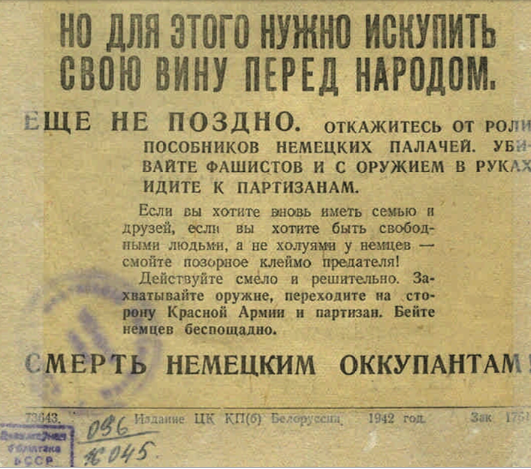 НО ДЛЯ ЭТОГО НУЖНО ИСКУПИТЬ
СВОЮ ВИНУ ПЕРЕД НАРОДОМ.
ЕЩЕ НЕ ПОЗДНО. ОТКАЖИТЕСЬ ОТ РОЛИ
ПОСОБНИКОВ НЕМЕЦКИХ ПАЛАЧЕЙ. УБИ-
ВАЙТЕ ФАШИСТОВ И С ОРУЖИЕМ В РУКАХ
ИДИТЕ К ПАРТИЗАНАМ.
Если вы хотите вновь иметь семью и
друзей, если вы хотите быть свобод-
ными людьми, а не холуями у немцев —
смойте позорное клеймо предателя!
Действуйте смело и решительно. За-
хватывайте оружие, переходите на сто-
рону Красной Армии и партизан. Бейте
немцев беспощадно.
СМЕРТЬ НЕМЕЦКИМ ОККУПАНТАМ!
73643. Издание ЦК КП(б) Белоруссии, 1942 год. Зак
096
045.
БССР